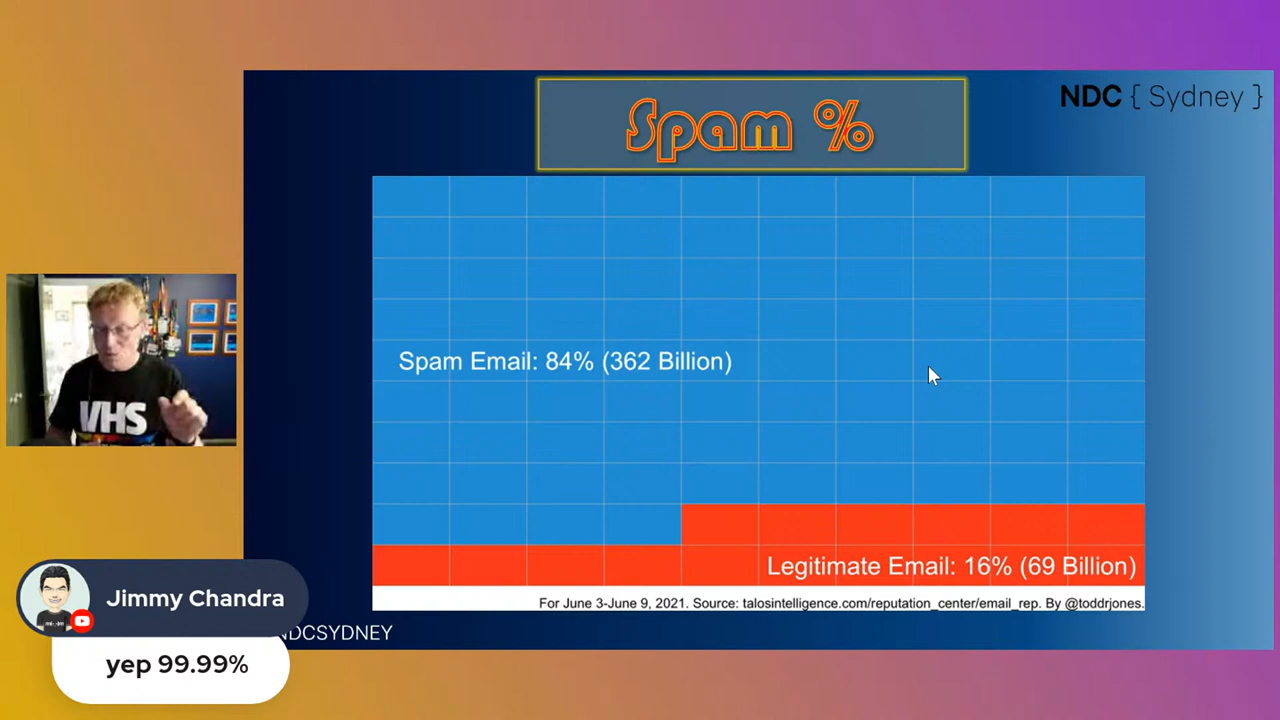 Spam %
NDC { Sydney }
Spam Email: 84% (362 Billion)
Legitimate Email: 16% (69 Billion)
For June 3-June 9, 2021. Source: talosintelligence.com/reputation_center/email_rep. By @toddrjones.
VHS
Jimmy Chandra
NDCSYDNEY
yep 99.99%